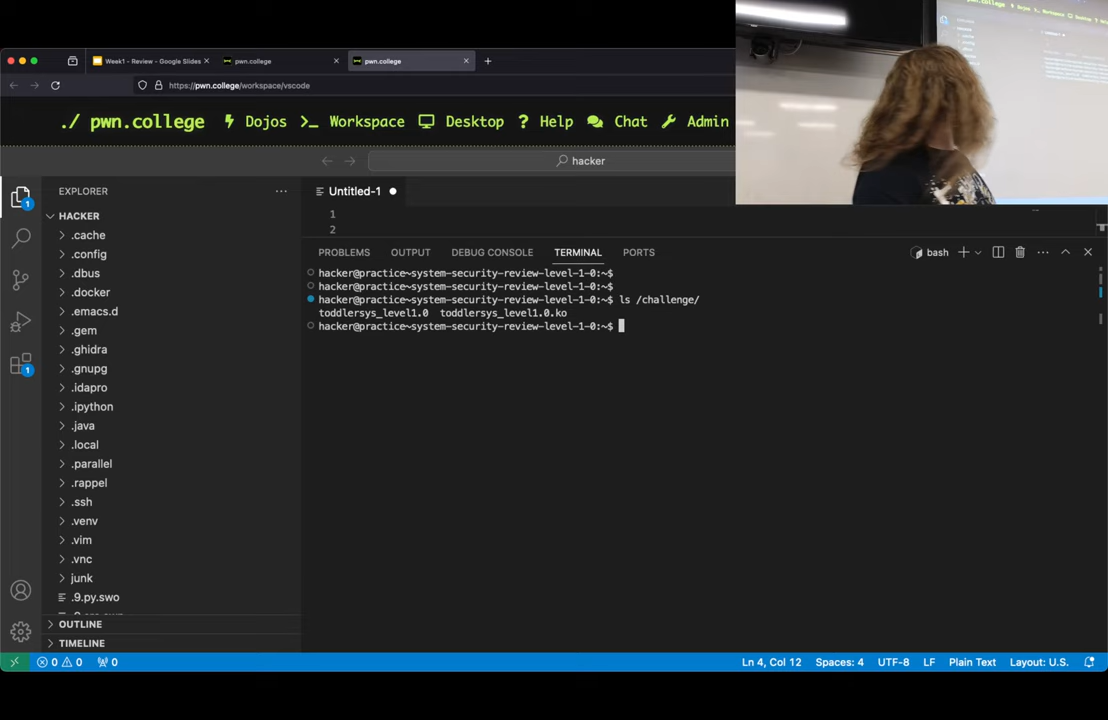 Week1 - Review - Google Slides
pwn.college
pwn.college
https://pwn.college/workspace/vscode
./ pwn.college
Dojos
>_ Workspace
Desktop
? Help
Chat
Admin
hacker
EXPLORER
HACKER
.cache
.config
.dbus
.docker
.emacs.d
.gem
.ghidra
.gnupg
.idapro
.ipython
.java
.local
.parallel
.rappel
.ssh
.venv
.vim
.vnc
junk
.9.py.swo
OUTLINE
TIMELINE
Untitled-1
1
2
PROBLEMS
OUTPUT
DEBUG CONSOLE
TERMINAL
PORTS
bash
hacker@practice~system-security-review-level-1-0:~$
hacker@practice~system-security-review-level-1-0:~$
hacker@practice~system-security-review-level-1-0:~$ ls /challenge/
toddlersys_level1.0  toddlersys_level1.0.ko
hacker@practice~system-security-review-level-1-0:~$
1
1
0
0
0
Ln 4, Col 12
Spaces: 4
UTF-8
LF
Plain Text
Layout: U.S.